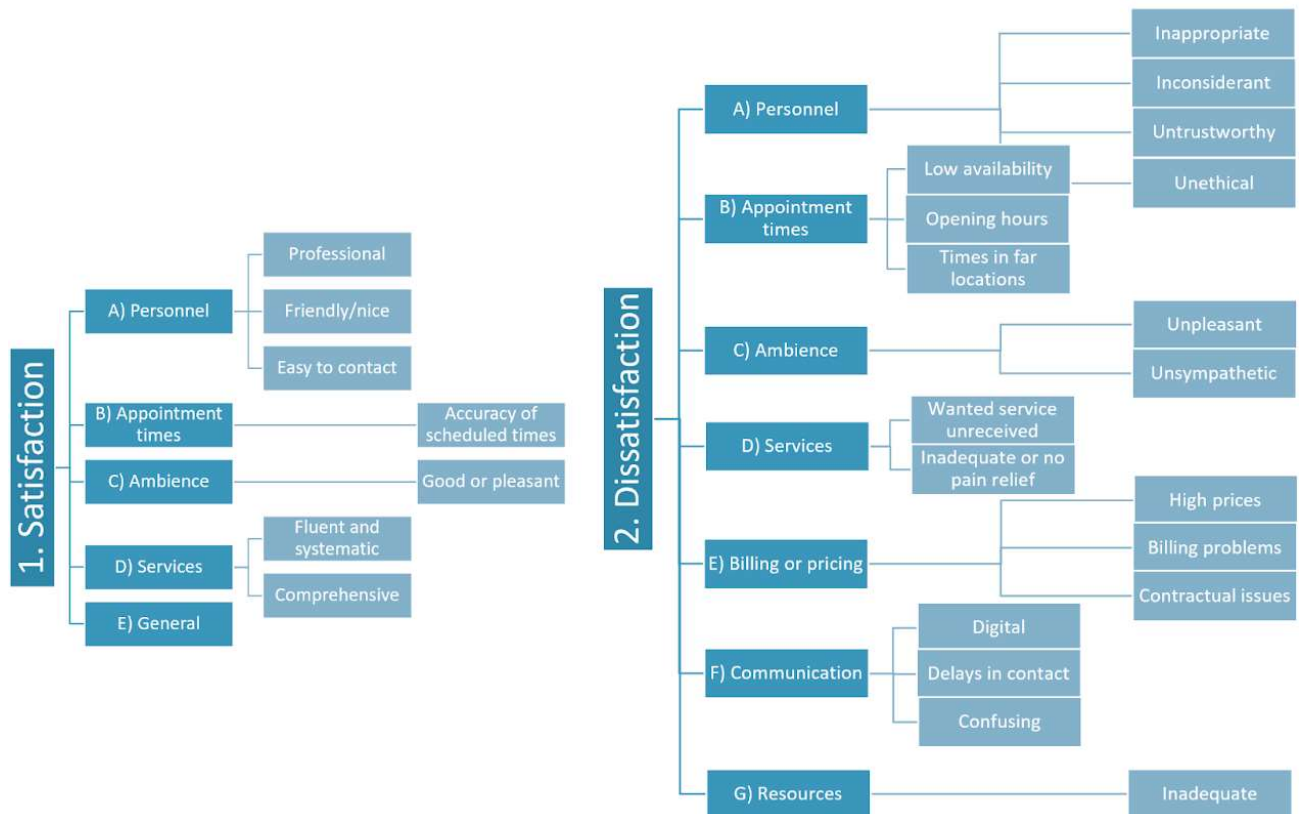 1. Satisfaction
A) Personnel
Professional
Friendly/nice
Easy to contact
B) Appointment
times
Accuracy of
scheduled times
C) Ambience
Good or pleasant
D) Services
Fluent and
systematic
Comprehensive
E) General
2. Dissatisfaction
A) Personnel
Inappropriate
Inconsiderant
Untrustworthy
Unethical
B) Appointment
times
Low availability
Opening hours
Times in far
locations
C) Ambience
Unpleasant
Unsympathetic
D) Services
Wanted service
unreceived
Inadequate or no
pain relief
E) Billing or pricing
High prices
Billing problems
Contractual issues
F) Communication
Digital
Delays in contact
Confusing
G) Resources
Inadequate